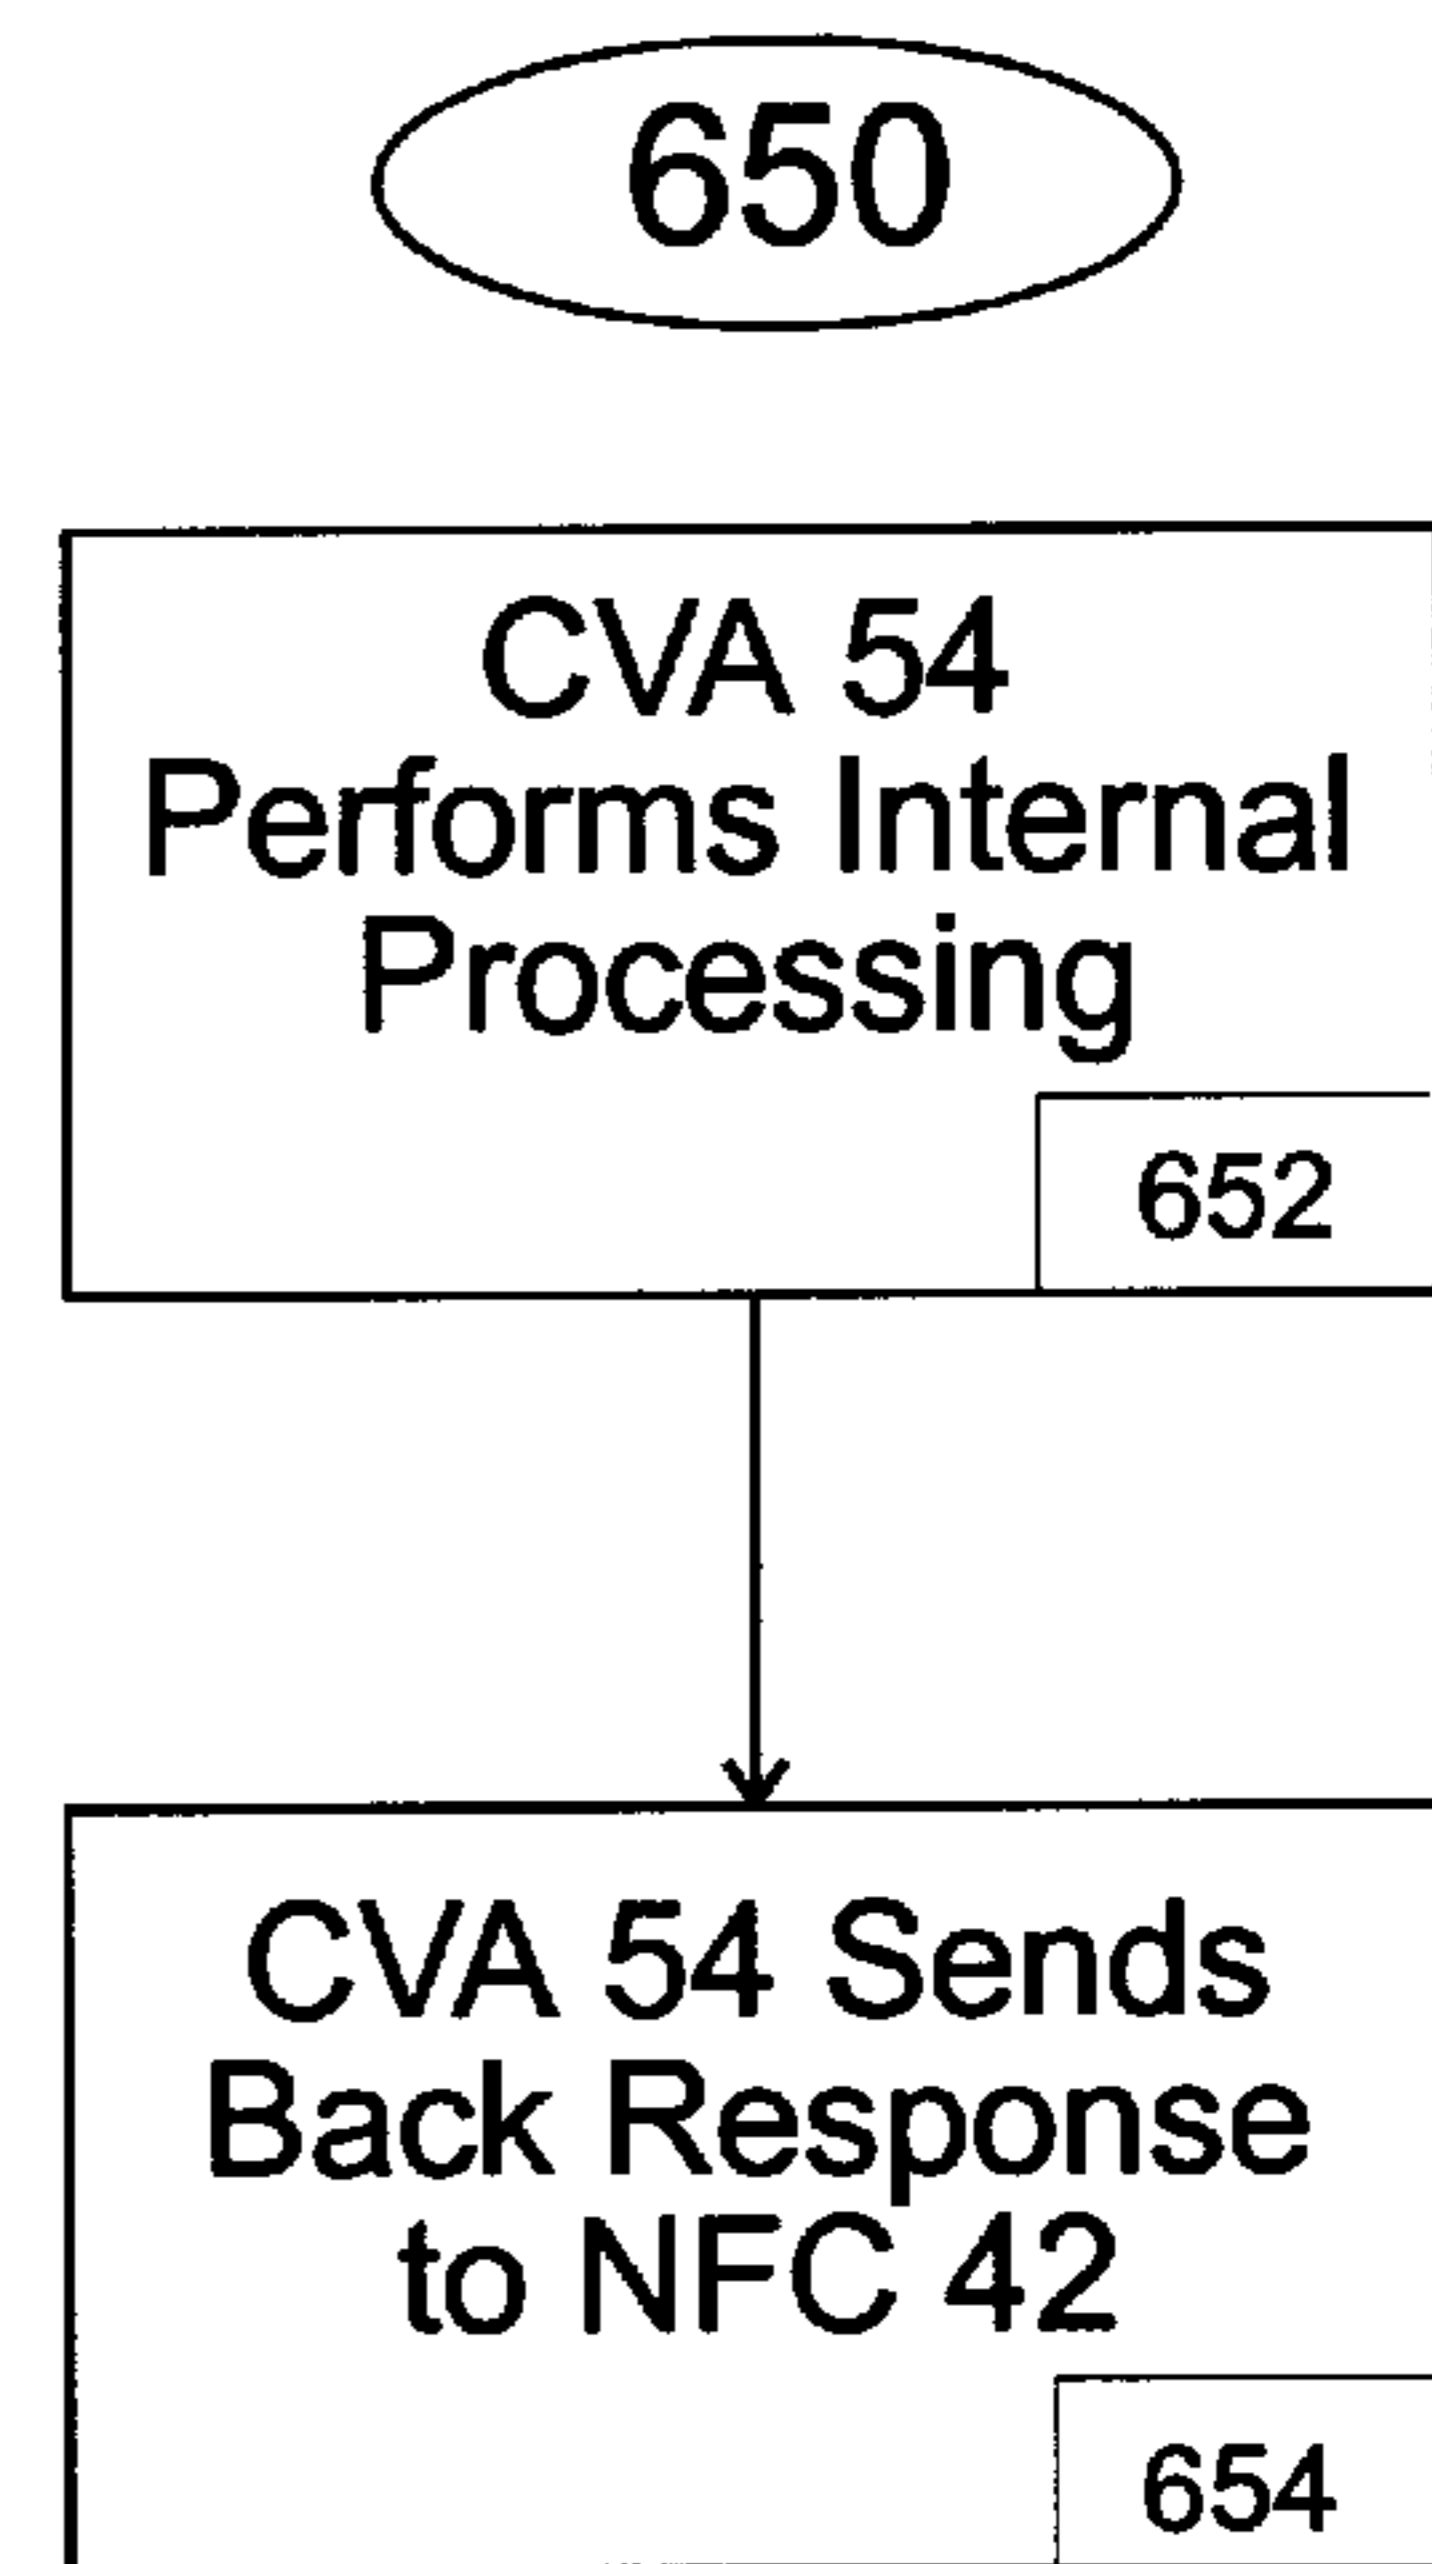 650
CVA 54
Performs Internal
Processing
652
CVA 54 Sends
Back Response
to NFC 42
654